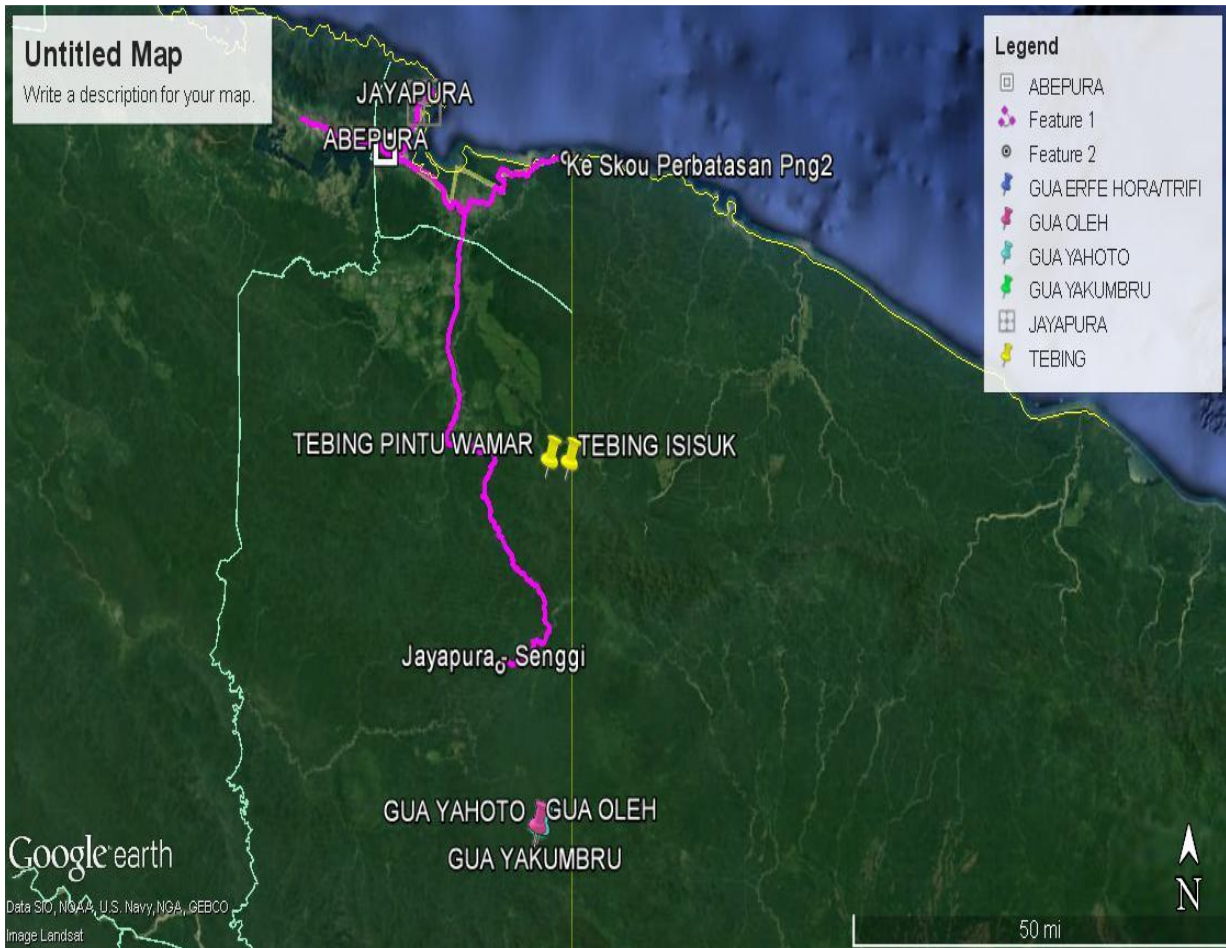 Untitled Map
Write a description for your map.
JAYAPURA
ABEPURA
Ke Skou Perbatasan Png2
TEBING PINTU WAMAR
TEBING ISISUK
Jayapura - Senggi
GUA YAHOTO
GUA OLEH
GUA YAKUMBRU
Legend
ABEPURA
Feature 1
Feature 2
GUA ERFE HORA/TRIFI
GUA OLEH
GUA YAHOTO
GUA YAKUMBRU
JAYAPURA
TEBING
Google earth
Data SIO, NOAA, U.S. Navy, NGA, GEBCO
Image Landsat
N
50 mi